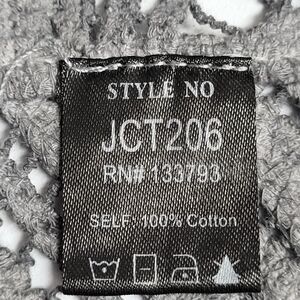 STYLE NO
JCT206
RN# 133793
SELF: 100% Cotton